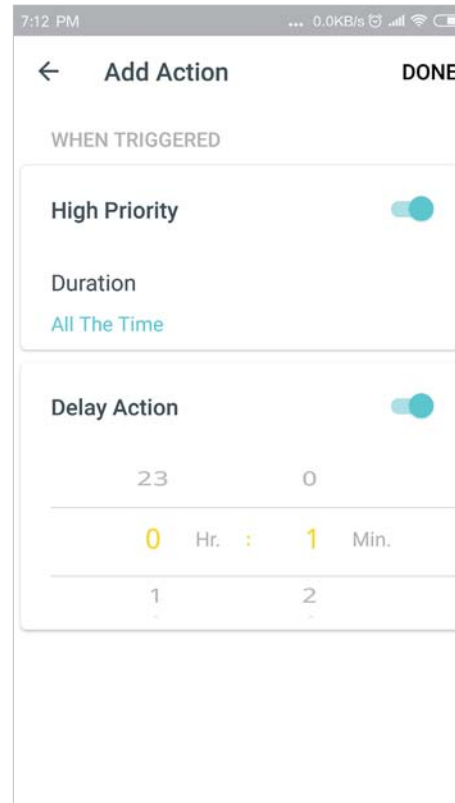 7:12 PM ... 0.0KB/s
Add Action DONE
WHEN TRIGGERED
High Priority
Duration
All The Time
Delay Action
23 0
0 Hr. : 1 Min.
1 2